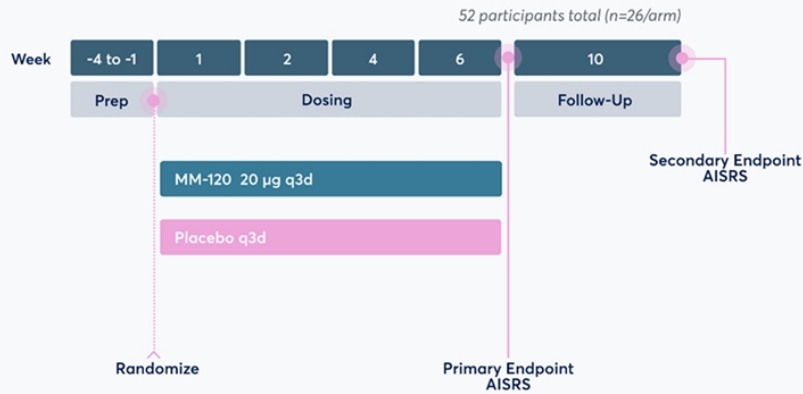 52 participants total (n=26/arm)
Week -4 to -1 1 2 4 6 10
Prep Dosing Follow-Up
MM-120 20 µg q3d
Placebo q3d
Secondary Endpoint
AISRS
Randomize
Primary Endpoint
AISRS